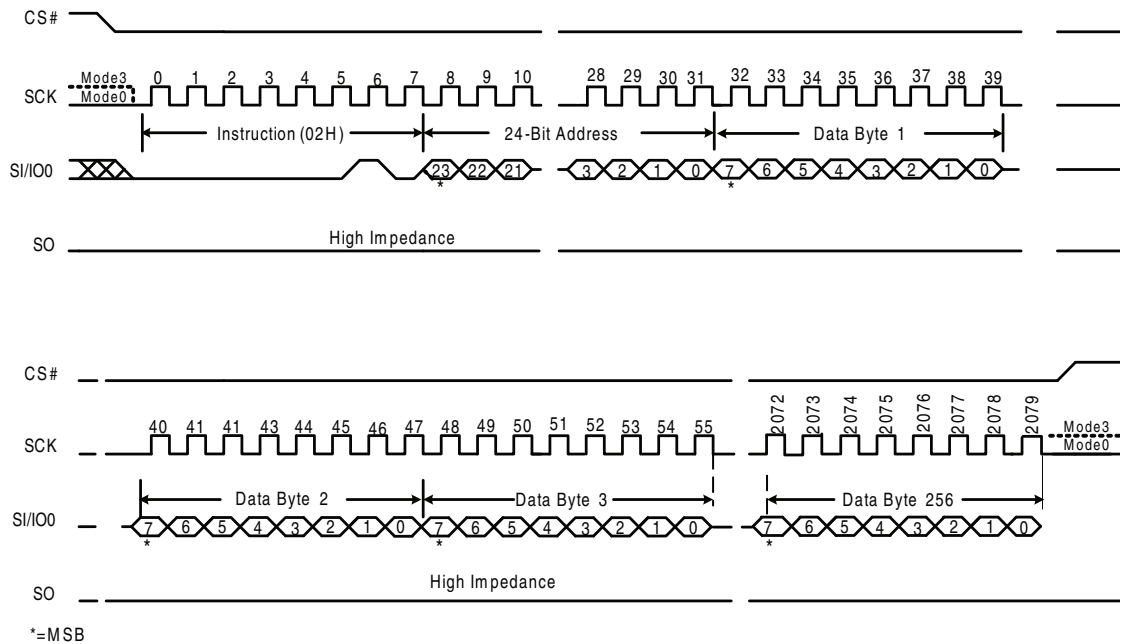 CS#
Mode3
0 1 2 3 4 5 6 7 8 9 10 28 29 30 31 32 33 34 35 36 37 38 39
SCK
Mode0
Instruction (02H) 24-Bit Address Data Byte 1
SI/IO0 23 22 21 3 2 1 0 7 6 5 4 3 2 1 0
* *
High Impedance
SO
CS#
40 41 41 43 44 45 46 47 48 49 50 51 52 53 54 55 2072 2073 2074 2075 2076 2077 2078 2079
SCK Mode3
Mode0
Data Byte 2 Data Byte 3 Data Byte 256
SI/IO0 7 6 5 4 3 2 1 0 7 6 5 4 3 2 1 0 7 6 5 4 3 2 1 0
* * *
High Impedance
SO
*=MSB